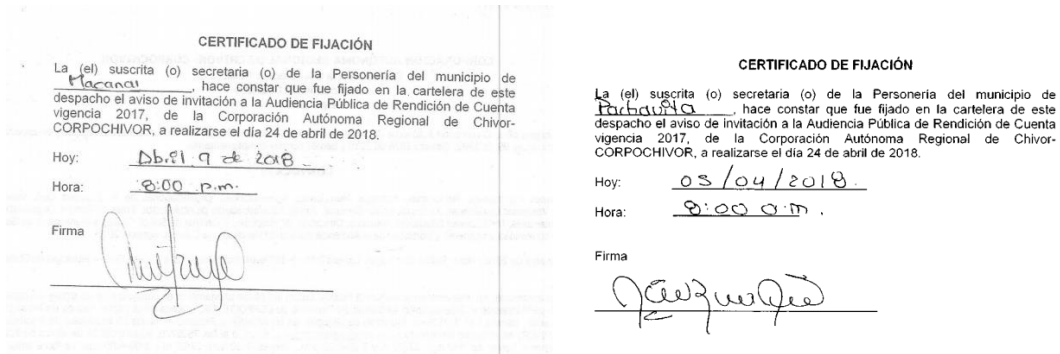 CERTIFICADO DE FIJACIÓN
La (el) suscrita (o) secretaria (o) de la Personería del municipio de
Macanal, hace constar que fue fijado en la cartelera de este
despacho el aviso de invitación a la Audiencia Pública de Rendición de Cuenta
vigencia 2017, de la Corporación Autónoma Regional de Chivor-
CORPOCHIVOR, a realizarse el día 24 de abril de 2018.
Hoy: Abril 9 de 2018
Hora: 8:00 p.m.
Firma
CERTIFICADO DE FIJACIÓN
La (el) suscrita (o) secretaria (o) de la Personería del municipio de
Pachavita, hace constar que fue fijado en la cartelera de este
despacho el aviso de invitación a la Audiencia Pública de Rendición de Cuenta
vigencia 2017, de la Corporación Autónoma Regional de Chivor-
CORPOCHIVOR, a realizarse el día 24 de abril de 2018.
Hoy: 05/04/2018.
Hora: 8:00 a.m.
Firma